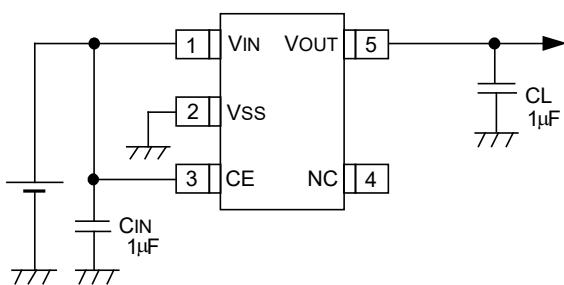 1 VIN VOUT 5
2 VSS
3 CE NC 4
CIN
1μF
CL
1μF